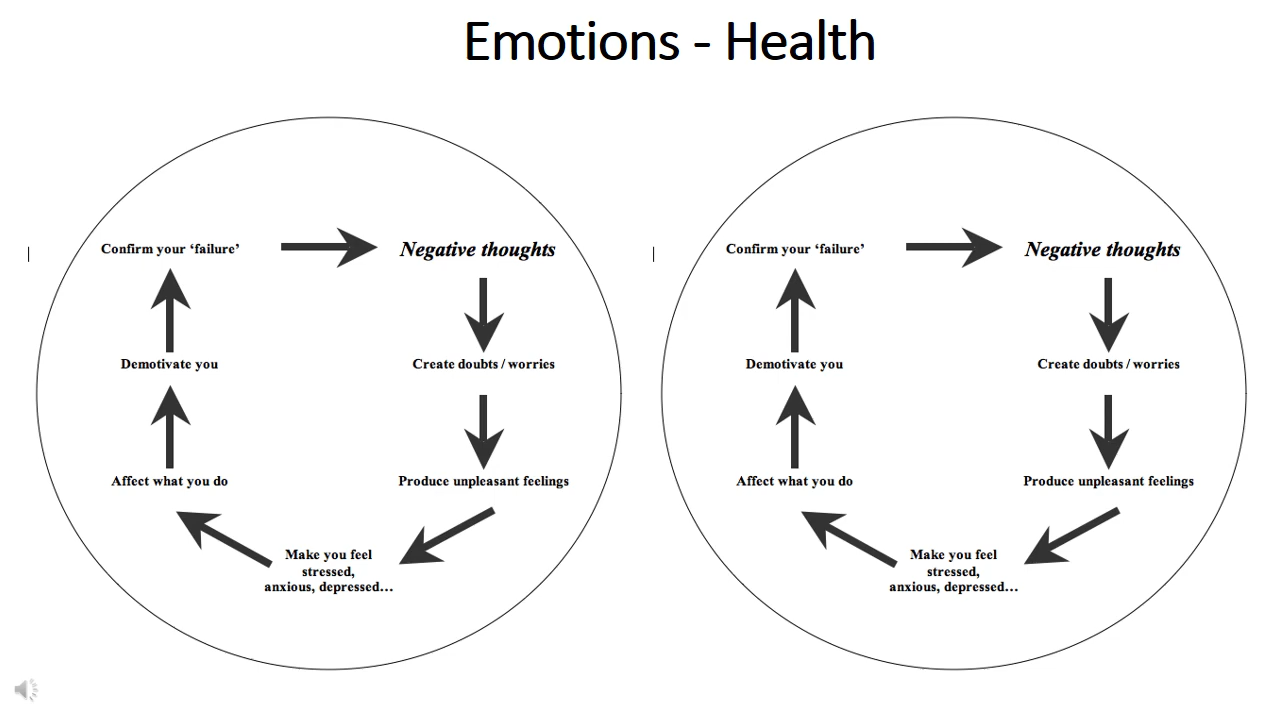 Emotions - Health
Confirm your ‘failure’
Negative thoughts
Demotivate you
Create doubts / worries
Affect what you do
Produce unpleasant feelings
Make you feel
stressed,
anxious, depressed…
Confirm your ‘failure’
Negative thoughts
Demotivate you
Create doubts / worries
Affect what you do
Produce unpleasant feelings
Make you feel
stressed,
anxious, depressed…